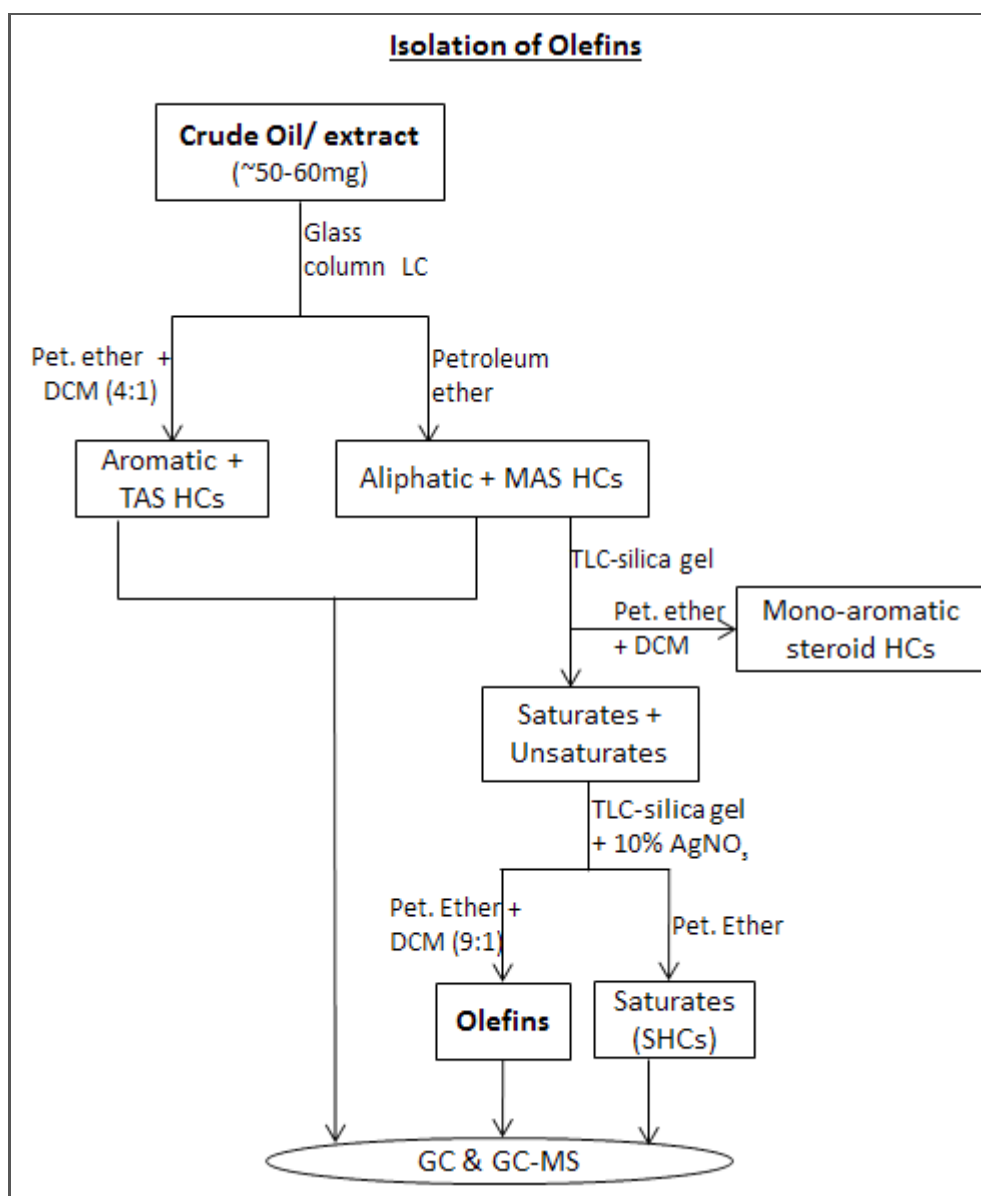 Isolation of Olefins
Crude Oil/ extract
(~50-60mg)
Glass
column LC
Pet. ether +
DCM (4:1)
Petroleum
ether
Aromatic +
TAS HCs
Aliphatic + MAS HCs
TLC-silica gel
Pet. ether
+ DCM
Mono-aromatic
steroid HCs
Saturates +
Unsaturates
TLC-silica gel
+ 10% AgNO₃
Pet. Ether +
DCM (9:1)
Pet. Ether
Olefins
Saturates
(SHCs)
GC & GC-MS